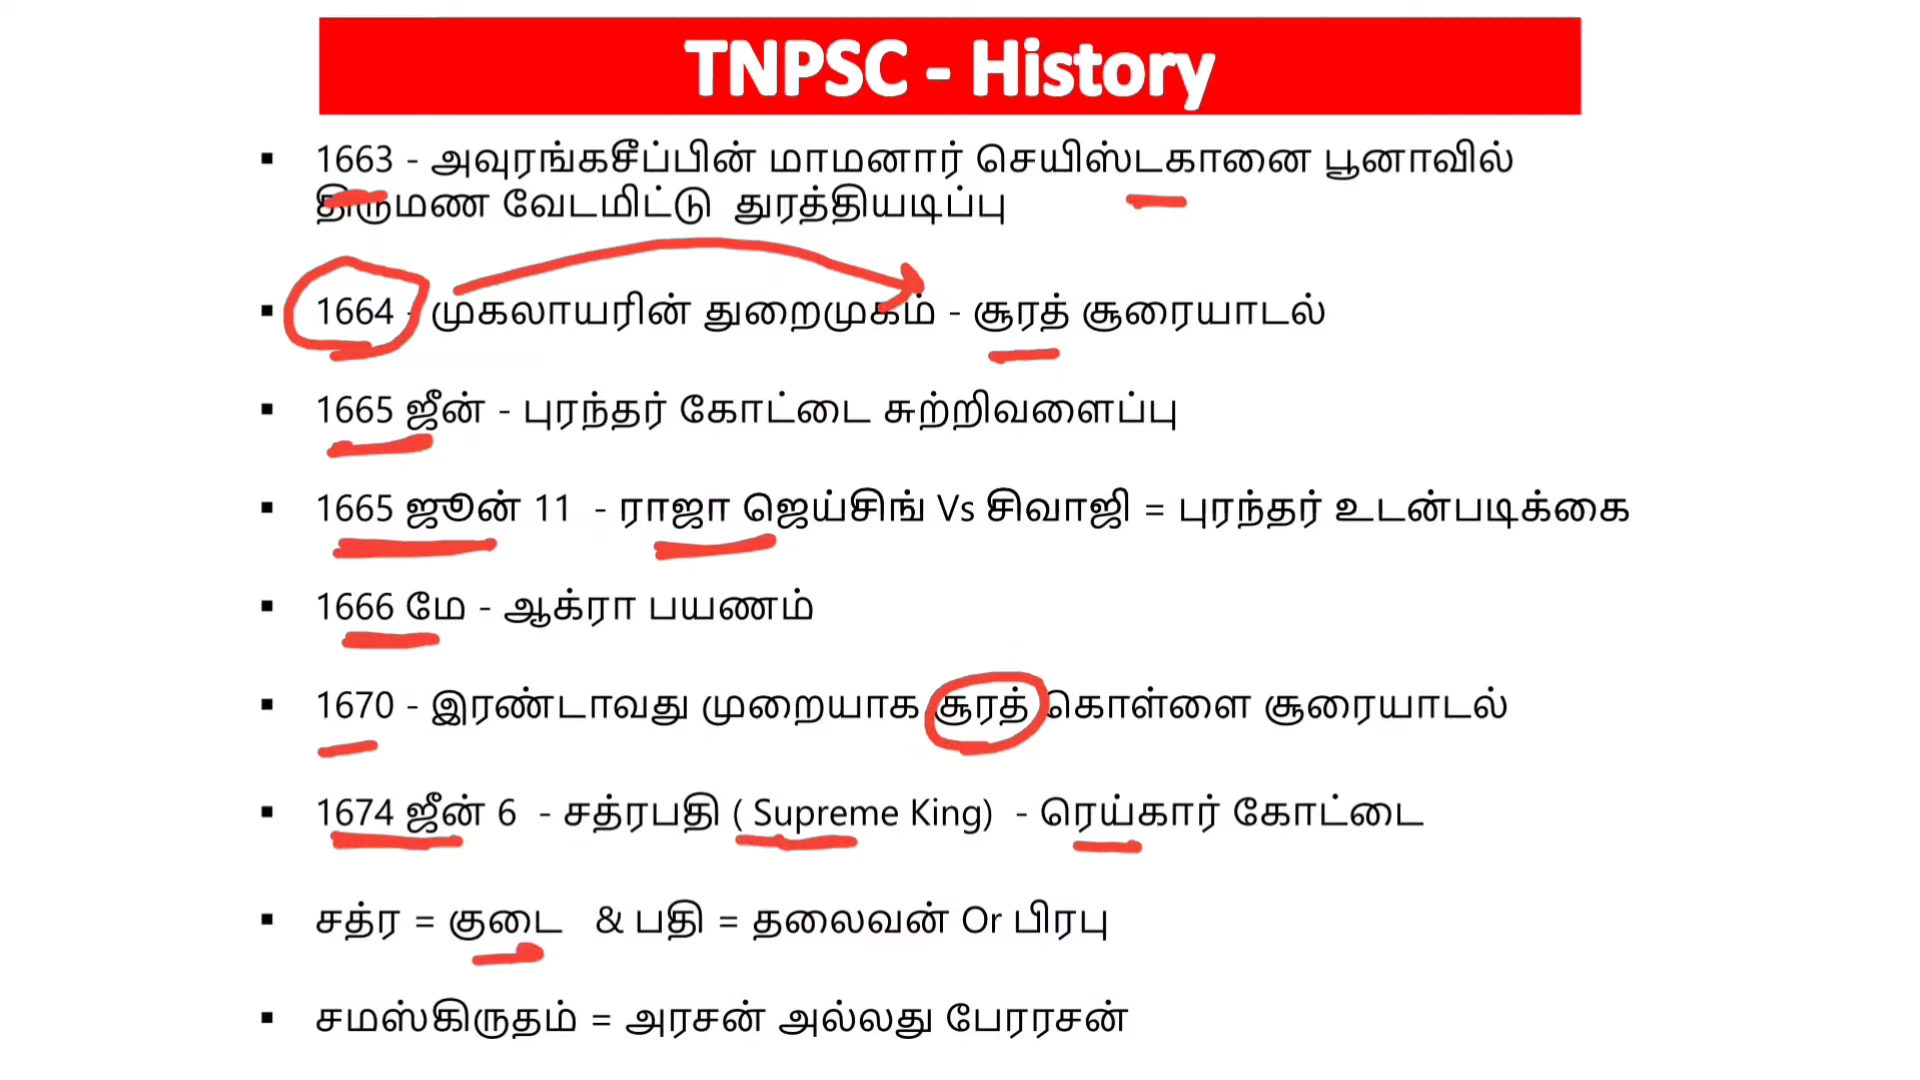 TNPSC - History
▪ 1663 - அவுரங்கசீப்பின் மாமனார் செயிஸ்டகானை பூனாவில்
திருமண வேடமிட்டு துரத்தியடிப்பு
▪ 1664 - முகலாயரின் துறைமுகம் - சூரத் சூரையாடல்
▪ 1665 ஜீன் - புரந்தர் கோட்டை சுற்றிவளைப்பு
▪ 1665 ஜூன் 11 - ராஜா ஜெய்சிங் Vs சிவாஜி = புரந்தர் உடன்படிக்கை
▪ 1666 மே - ஆக்ரா பயணம்
▪ 1670 - இரண்டாவது முறையாக சூரத் கொள்ளை சூரையாடல்
▪ 1674 ஜீன் 6 - சத்ரபதி ( Supreme King) - ரெய்கார் கோட்டை
▪ சத்ர = குடை & பதி = தலைவன் Or பிரபு
▪ சமஸ்கிருதம் = அரசன் அல்லது பேரரசன்